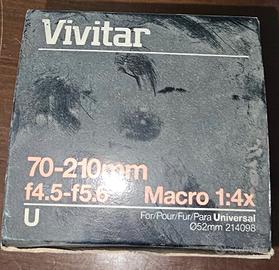 Vivitar
70-210mm
f4.5-f5.6 Macro 1:4x
U For/Pour/Fur/Para Universal
Ø52mm 214098